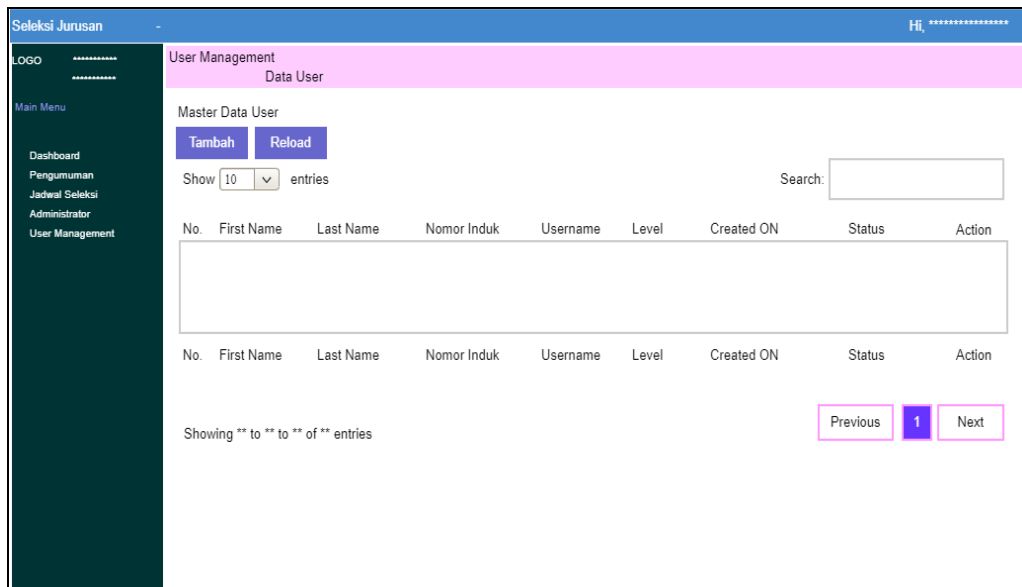 Seleksi Jurusan - Hi, ****************
LOGO ***********
***********
Main Menu
Dashboard
Pengumuman
Jadwal Seleksi
Administrator
User Management
User Management
Data User
Master Data User
Tambah Reload
Show 10 entries Search:
No. First Name Last Name Nomor Induk Username Level Created ON Status Action
No. First Name Last Name Nomor Induk Username Level Created ON Status Action
Showing ** to ** to ** of ** entries
Previous 1 Next